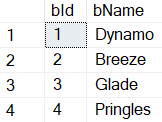 bId bName
1 1 Dynamo
2 2 Breeze
3 3 Glade
4 4 Pringles